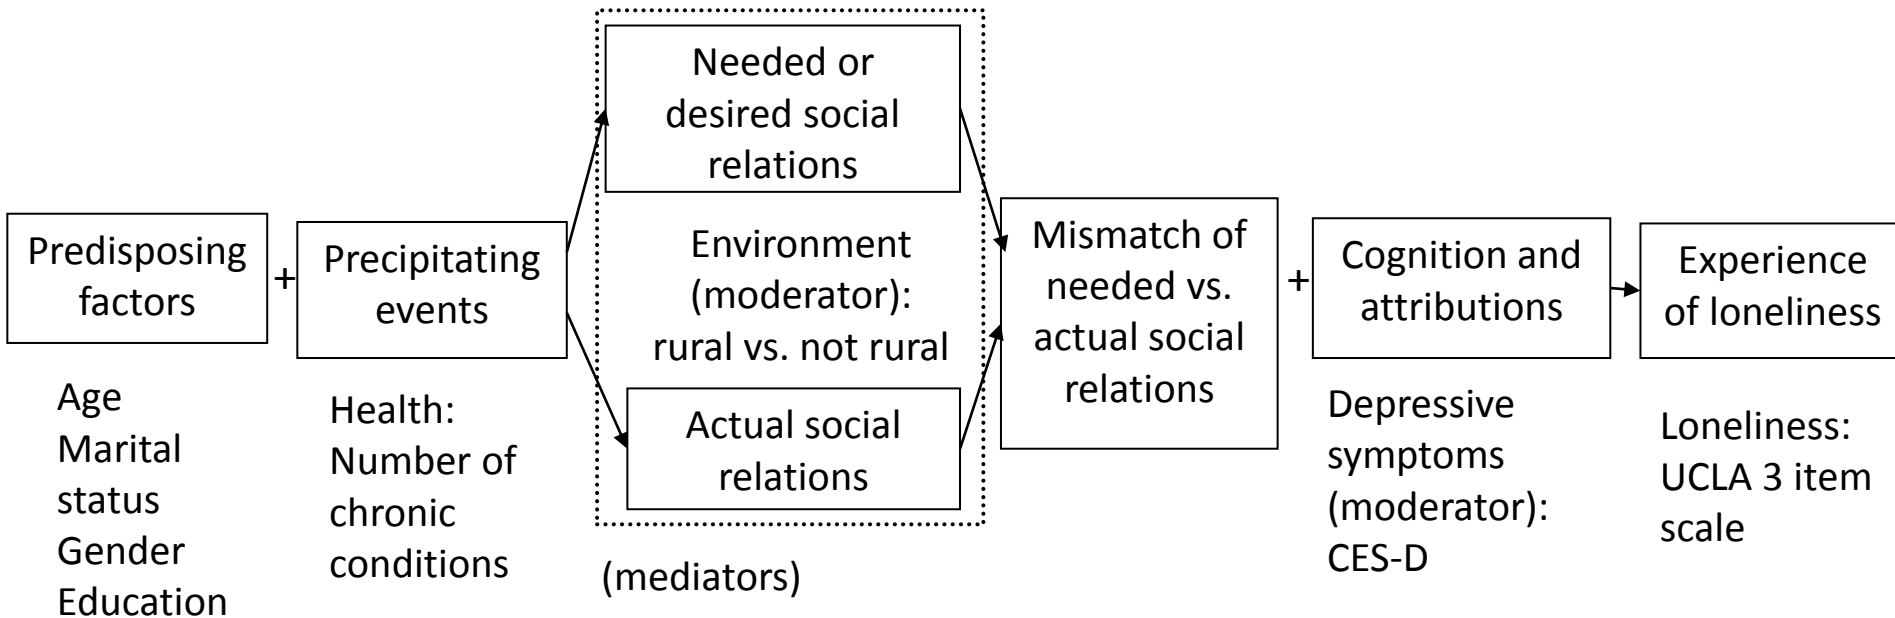 Predisposing
factors
+
Precipitating
events
Needed or
desired social
relations
Environment
(moderator):
rural vs. not rural
Actual social
relations
Mismatch of
needed vs.
actual social
relations
+
Cognition and
attributions
Experience
of loneliness
Age
Marital
status
Gender
Education
Health:
Number of
chronic
conditions
(mediators)
Depressive
symptoms
(moderator):
CES-D
Loneliness:
UCLA 3 item
scale